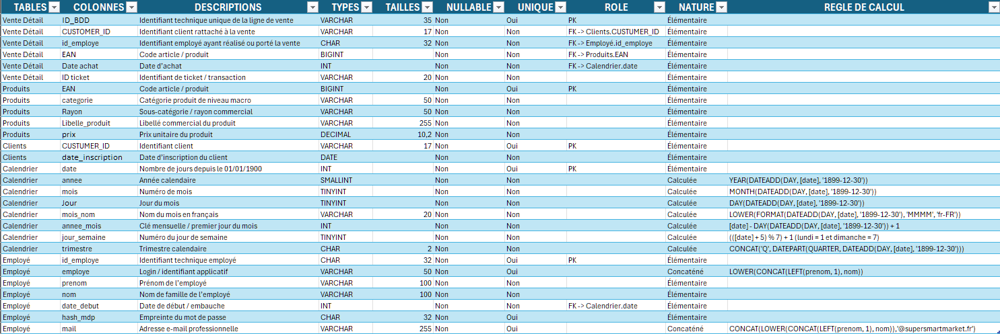 TABLES COLONNES DESCRIPTIONS TYPES TAILLES NULLABLE UNIQUE ROLE NATURE REGLE DE CALCUL
Vente Détail ID_BDD Identifiant technique unique de la ligne de vente VARCHAR 35 Non Oui PK Élémentaire
Vente Détail CUSTOMER_ID Identifiant client rattaché à la vente VARCHAR 17 Non Non FK -> Clients.CUSTUMER_ID Élémentaire
Vente Détail id_employe Identifiant employé ayant réalisé ou porté la vente CHAR 32 Non Non FK -> Employé.id_employe Élémentaire
Vente Détail EAN Code article / produit BIGINT Non Non FK -> Produits.EAN Élémentaire
Vente Détail Date achat Date d'achat INT Non Non FK -> Calendrier.date Élémentaire
Vente Détail ID ticket Identifiant de ticket / transaction VARCHAR 20 Non Non Élémentaire
Produits EAN Code article / produit BIGINT Non Oui PK Élémentaire
Produits categorie Catégorie produit de niveau macro VARCHAR 50 Non Non Élémentaire
Produits Rayon Sous-catégorie / rayon commercial VARCHAR 50 Non Non Élémentaire
Produits Libelle_produit Libellé commercial du produit VARCHAR 255 Non Non Élémentaire
Produits prix Prix unitaire du produit DECIMAL 10,2 Non Non Élémentaire
Clients CUSTUMER_ID Identifiant client VARCHAR 17 Non Oui PK Élémentaire
Clients date_inscription Date d'inscription du client DATE Non Non Élémentaire
Calendrier date Nombre de jours depuis le 01/01/1900 INT Non Oui PK Élémentaire
Calendrier annee Année calendaire SMALLINT Non Non Calculée YEAR(DATEADD(DAY, [date], '1899-12-30'))
Calendrier mois Numéro de mois TINYINT Non Non Calculée MONTH(DATEADD(DAY, [date], '1899-12-30'))
Calendrier Jour Jour du mois TINYINT Non Non Calculée DAY(DATEADD(DAY, [date], '1899-12-30'))
Calendrier mois_nom Nom du mois en français VARCHAR 20 Non Non Calculée LOWER(FORMAT(DATEADD(DAY, [date], '1899-12-30'), 'MMMM', 'fr-FR'))
Calendrier annee_mois Clé mensuelle / premier jour du mois INT Non Non Calculée [date] - DAY(DATEADD(DAY, [date], '1899-12-30')) + 1
Calendrier jour_semaine Numéro du jour de semaine TINYINT Non Non Calculée (([date] + 5) % 7) + 1 (lundi = 1 et dimanche = 7)
Calendrier trimestre Trimestre calendaire CHAR 2 Non Non Calculée CONCAT('Q', DATEPART(QUARTER, DATEADD(DAY, [date], '1899-12-30')))
Employé id_employe Identifiant technique employé CHAR 32 Non Oui PK Élémentaire
Employé employe Login / identifiant applicatif VARCHAR 50 Non Oui Concaténé LOWER(CONCAT(LEFT(prenom, 1), nom))
Employé prenom Prénom de l'employé VARCHAR 100 Non Non Élémentaire
Employé nom Nom de famille de l'employé VARCHAR 100 Non Non Élémentaire
Employé date_debut Date de début / embauche INT Non Non FK -> Calendrier.date Élémentaire
Employé hash_mdp Empreinte du mot de passe CHAR 32 Non Oui Élémentaire
Employé mail Adresse e-mail professionnelle VARCHAR 255 Non Oui Concaténé CONCAT(LOWER(CONCAT(LEFT(prenom, 1), nom)),'@supersmartmarket.fr')